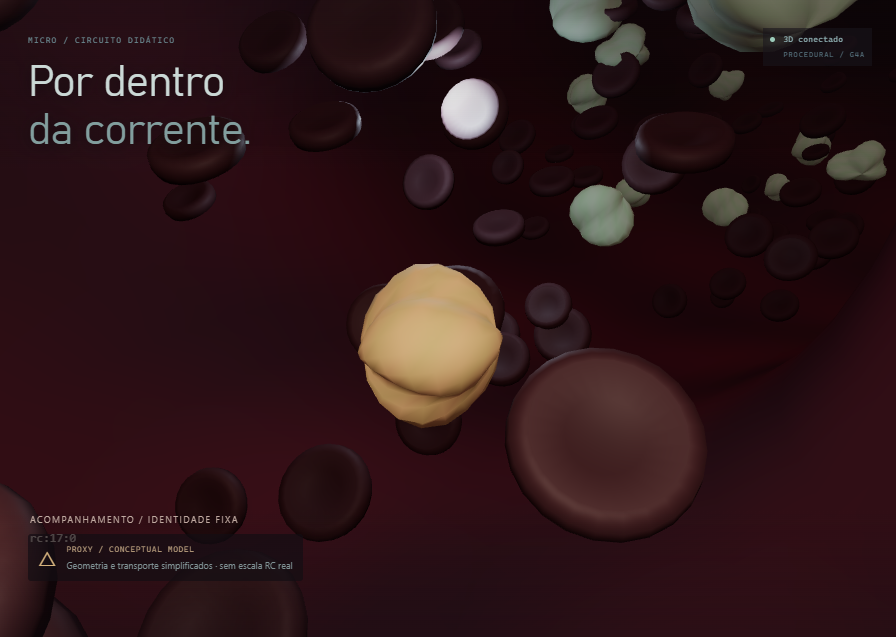 MICRO / CIRCUITO DIDÁTICO
Por dentro
da corrente.
3D conectado
PROCEDURAL / G4A
ACOMPANHAMENTO / IDENTIDADE FIXA
rc:17:0
PROXY / CONCEPTUAL MODEL
Geometria e transporte simplificados · sem escala RC real